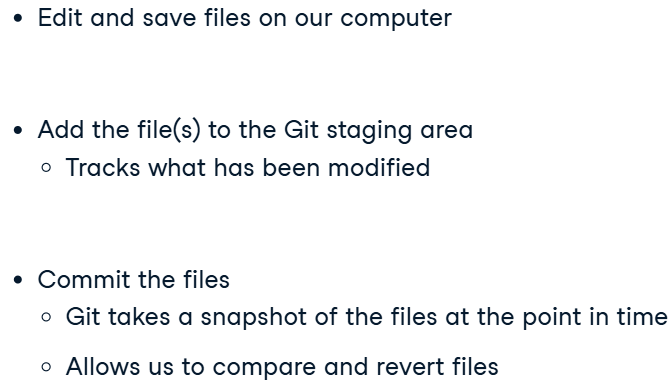 • Edit and save files on our computer
• Add the file(s) to the Git staging area
○ Tracks what has been modified
• Commit the files
○ Git takes a snapshot of the files at the point in time
○ Allows us to compare and revert files